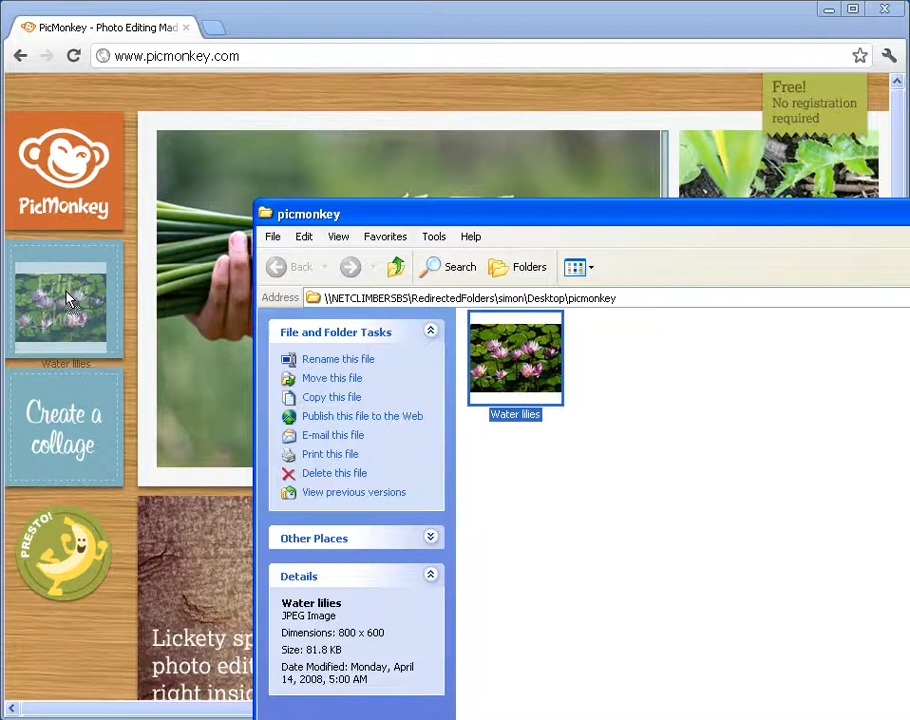 PicMonkey - Photo Editing Mad
www.picmonkey.com
Free!
No registration
required
PicMonkey
Water lilies
Create a
collage
PRESTO!
Lickety sp
photo edit
right insid
picmonkey
File Edit View Favorites Tools Help
Back Search Folders
Address \\NETCLIMBERSBS\RedirectedFolders\simon\Desktop\picmonkey
File and Folder Tasks
Rename this file
Move this file
Copy this file
Publish this file to the Web
E-mail this file
Print this file
Delete this file
View previous versions
Other Places
Details
Water lilies
JPEG Image
Dimensions: 800 x 600
Size: 81.8 KB
Date Modified: Monday, April
14, 2008, 5:00 AM
Water lilies